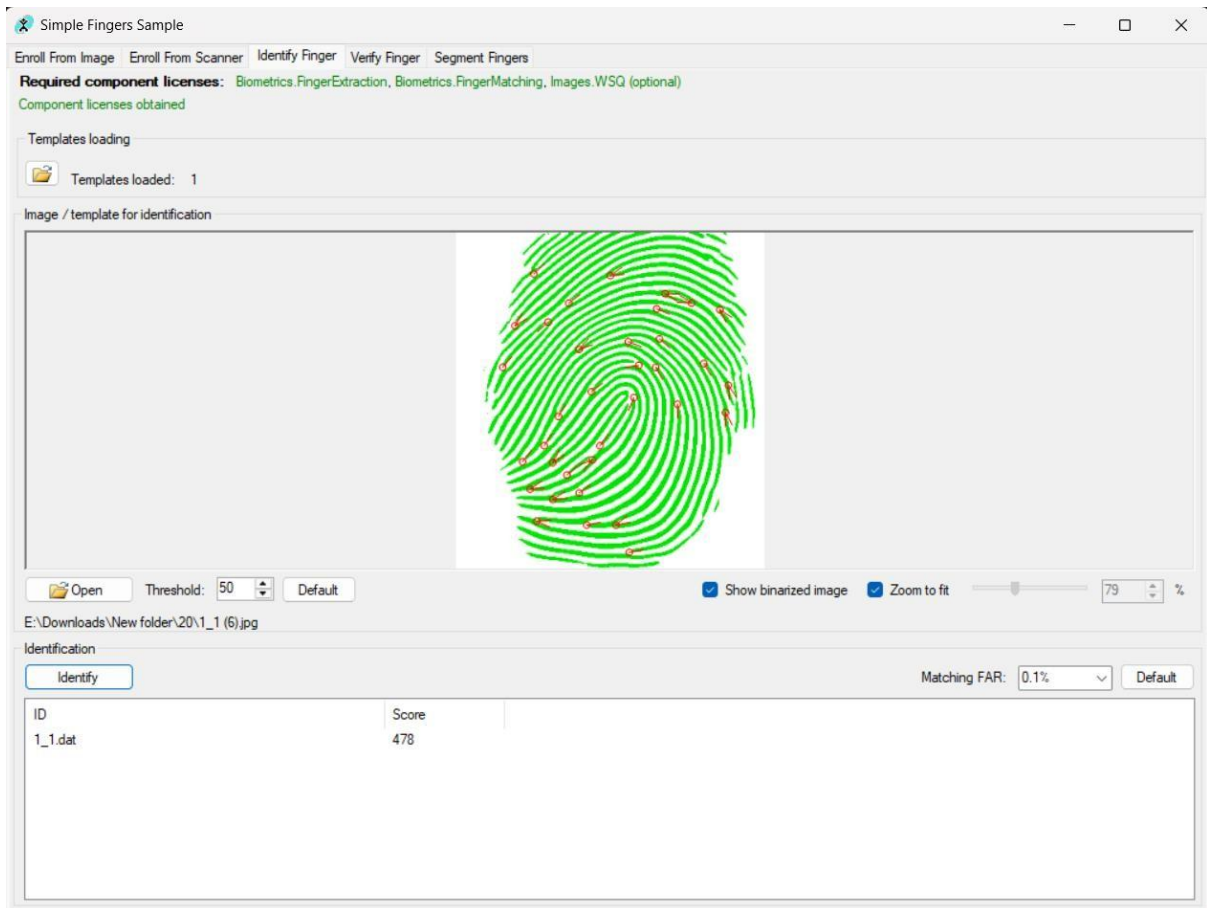 Simple Fingers Sample
Enroll From Image Enroll From Scanner Identify Finger Verify Finger Segment Fingers
Required component licenses: Biometrics.FingerExtraction, Biometrics.FingerMatching, Images.WSQ (optional)
Component licenses obtained
Templates loading
Templates loaded: 1
Image / template for identification
Open Threshold: 50 Default Show binarized image Zoom to fit 79 %
E:\Downloads\New folder\20\1_1 (6).jpg
Identification
Identify Matching FAR: 0.1% Default
ID Score
1_1.dat 478